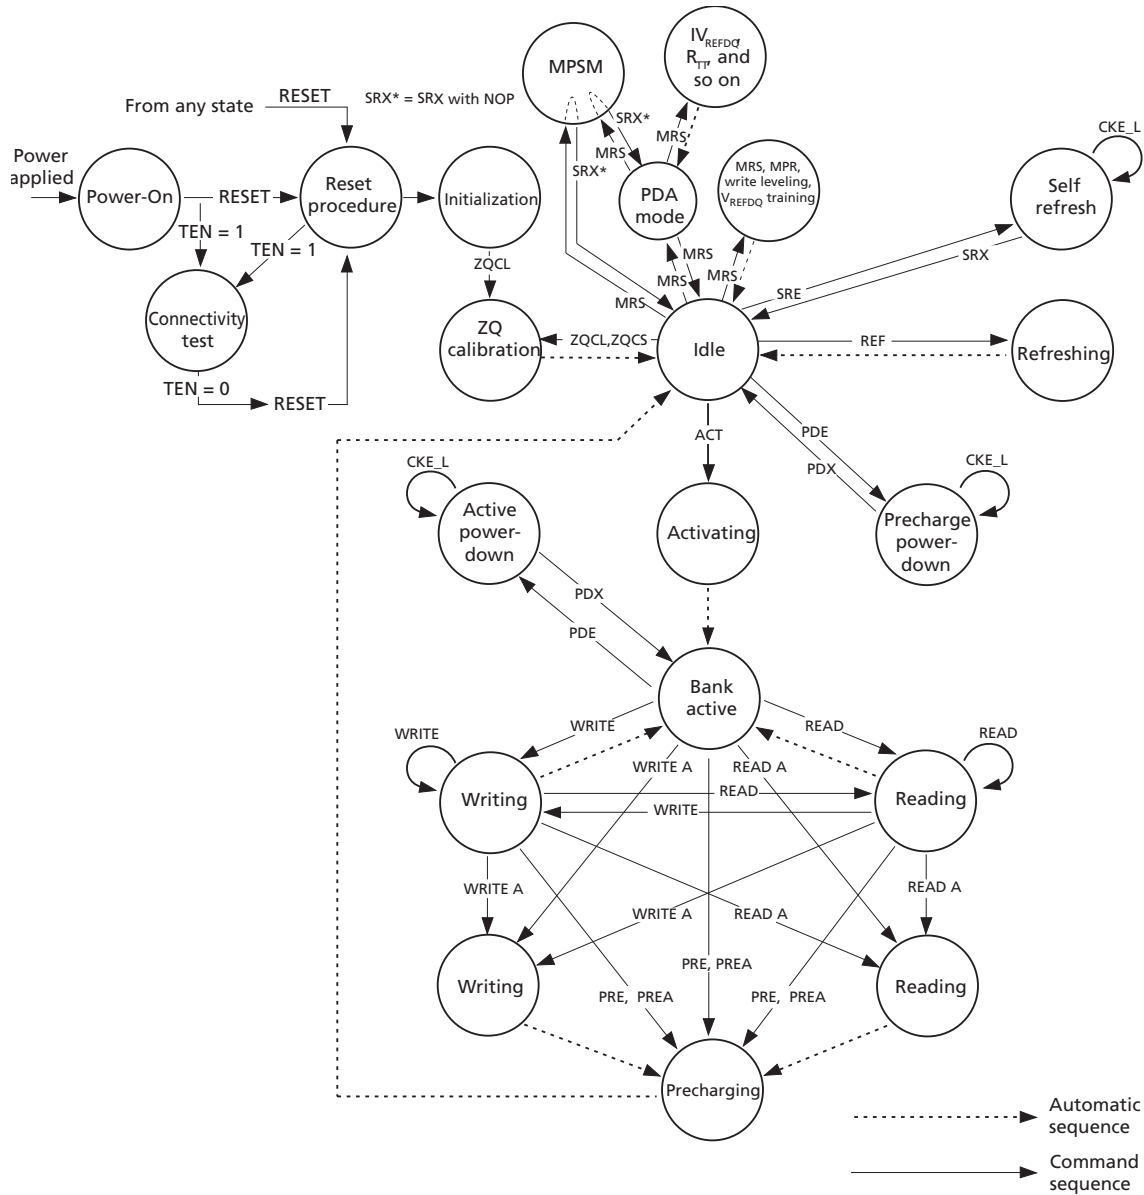 MPSM
IV REFDQ,
R TT, and
so on
From any state
RESET
SRX* = SRX with NOP
SRX*
MRS
MRS
SRX*
CKE_L
Power
applied
Power-On
RESET
Reset
procedure
Initialization
PDA
mode
MRS, MPR,
write leveling,
VREFDQ training
Self
refresh
TEN = 1
TEN = 1
ZQCL
MRS
MRS
MRS
MRS
SRE
SRX
Connectivity
test
ZQ
calibration
ZQCL,ZQCS
Idle
REF
Refreshing
TEN = 0
RESET
ACT
PDE
PDX
CKE_L
CKE_L
Active
power-
down
Activating
Precharge
power-
down
PDX
PDE
Bank
active
WRITE
READ
WRITE
READ
WRITE A
READ A
Writing
READ
WRITE
Reading
WRITE A
READ A
WRITE A
READ A
PRE, PREA
Writing
PRE, PREA
PRE, PREA
Reading
Precharging
Automatic
sequence
Command
sequence